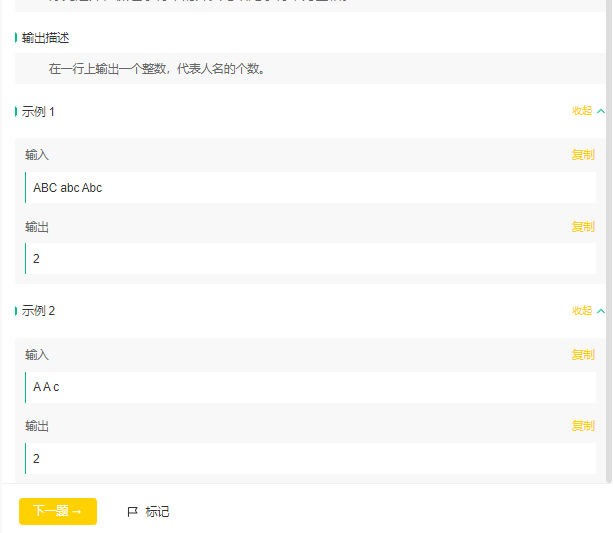 输出描述
在一行上输出一个整数，代表人名的个数。
示例 1
收起
输入
复制
ABC abc Abc
输出
复制
2
示例 2
收起
输入
复制
A A c
输出
复制
2
下一题 →
标记